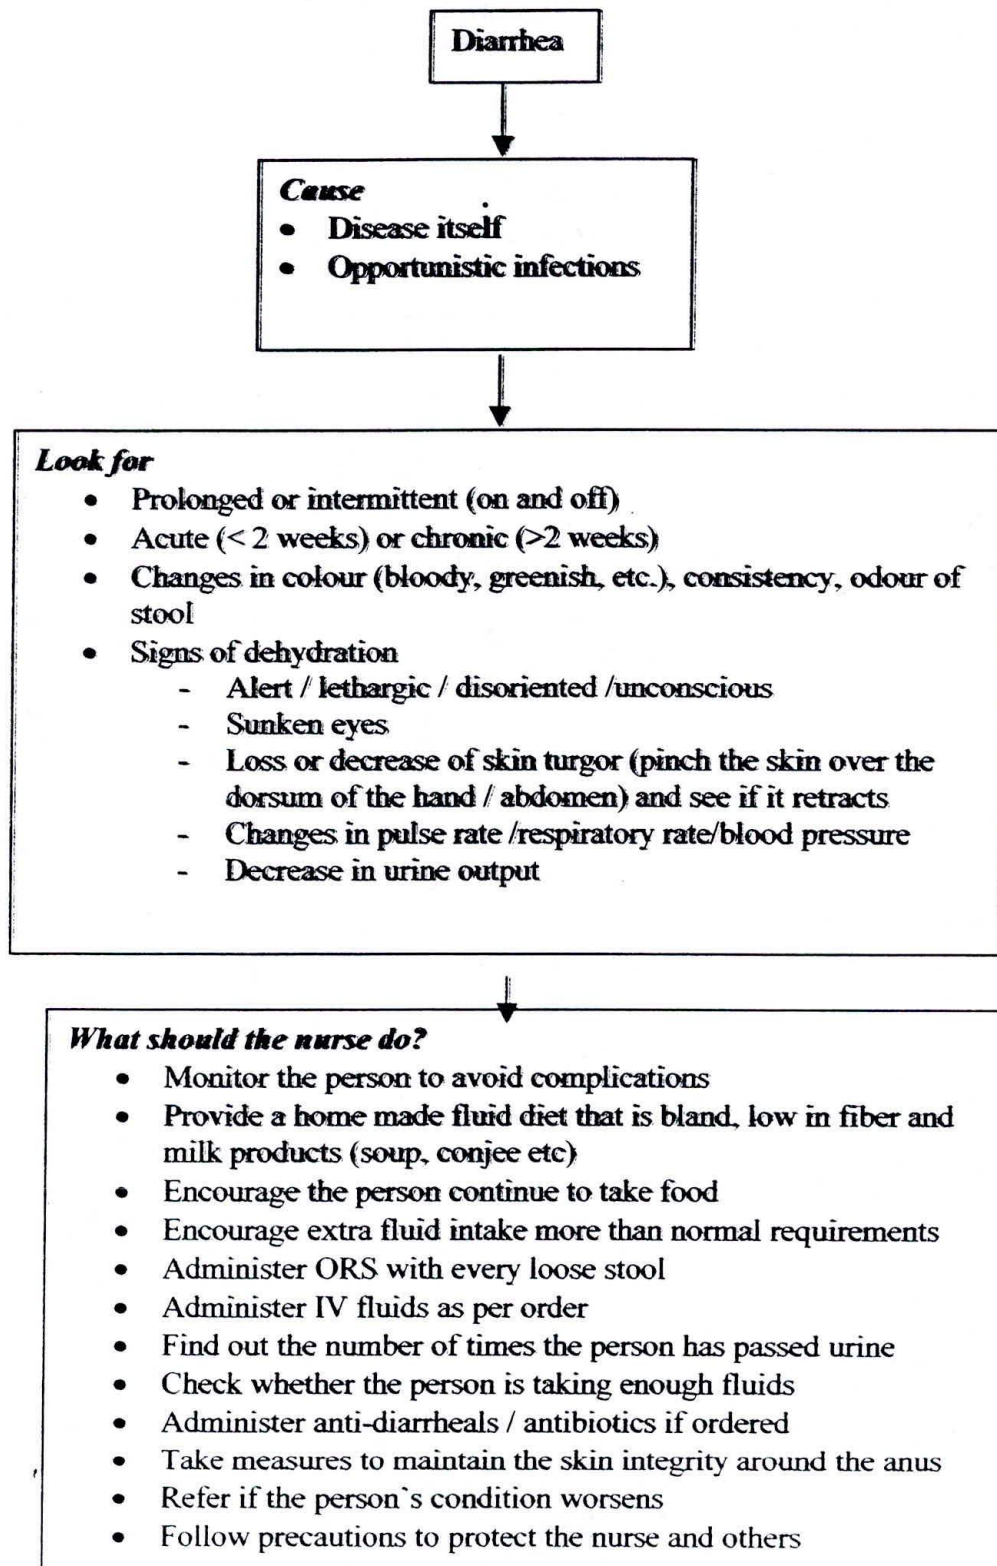 Diarrhea
Cause
• Disease itself
• Opportunistic infections
Look for
• Prolonged or intermittent (on and off)
• Acute (< 2 weeks) or chronic (>2 weeks)
• Changes in colour (bloody, greenish, etc.), consistency, odour of
stool
• Signs of dehydration
- Alert / lethargic / disoriented /unconscious
- Sunken eyes
- Loss or decrease of skin turgor (pinch the skin over the
dorsum of the hand / abdomen) and see if it retracts
- Changes in pulse rate /respiratory rate/blood pressure
- Decrease in urine output
What should the nurse do?
• Monitor the person to avoid complications
• Provide a home made fluid diet that is bland, low in fiber and
milk products (soup, conjee etc)
• Encourage the person continue to take food
• Encourage extra fluid intake more than normal requirements
• Administer ORS with every loose stool
• Administer IV fluids as per order
• Find out the number of times the person has passed urine
• Check whether the person is taking enough fluids
• Administer anti-diarrheals / antibiotics if ordered
• Take measures to maintain the skin integrity around the anus
• Refer if the person`s condition worsens
• Follow precautions to protect the nurse and others